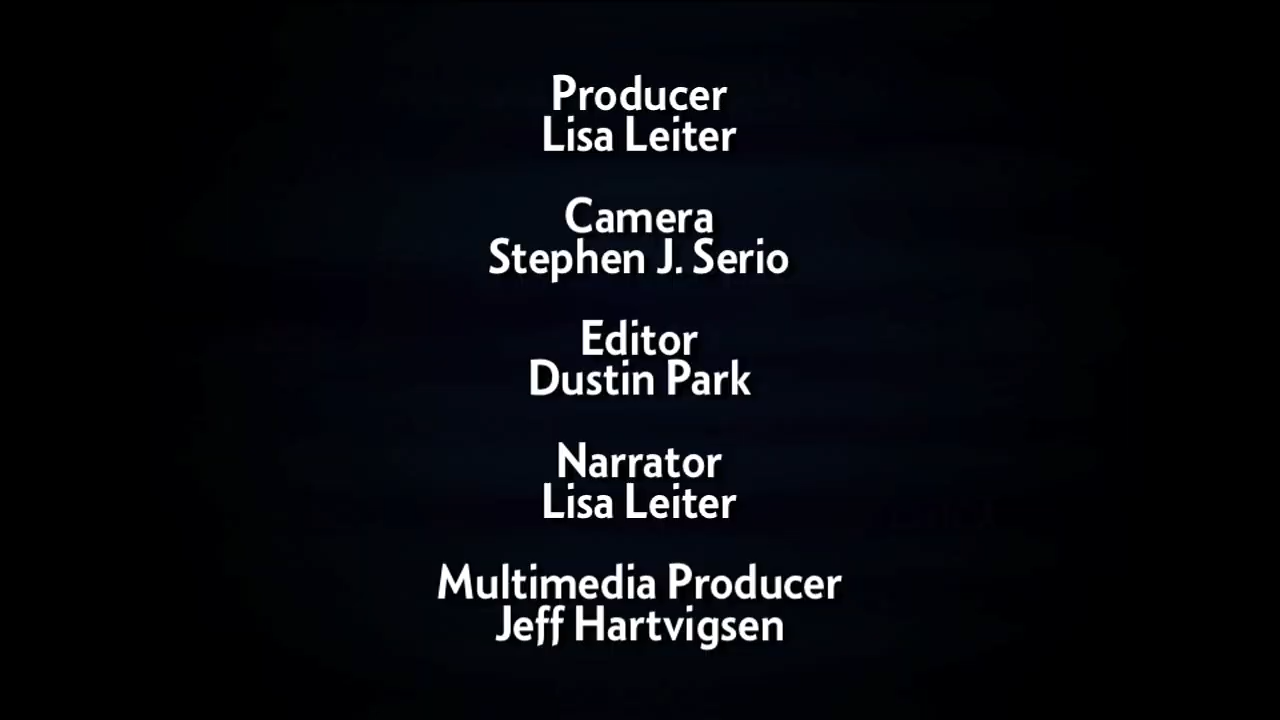 Producer
Lisa Leiter
Camera
Stephen J. Serio
Editor
Dustin Park
Narrator
Lisa Leiter
Multimedia Producer
Jeff Hartvigsen